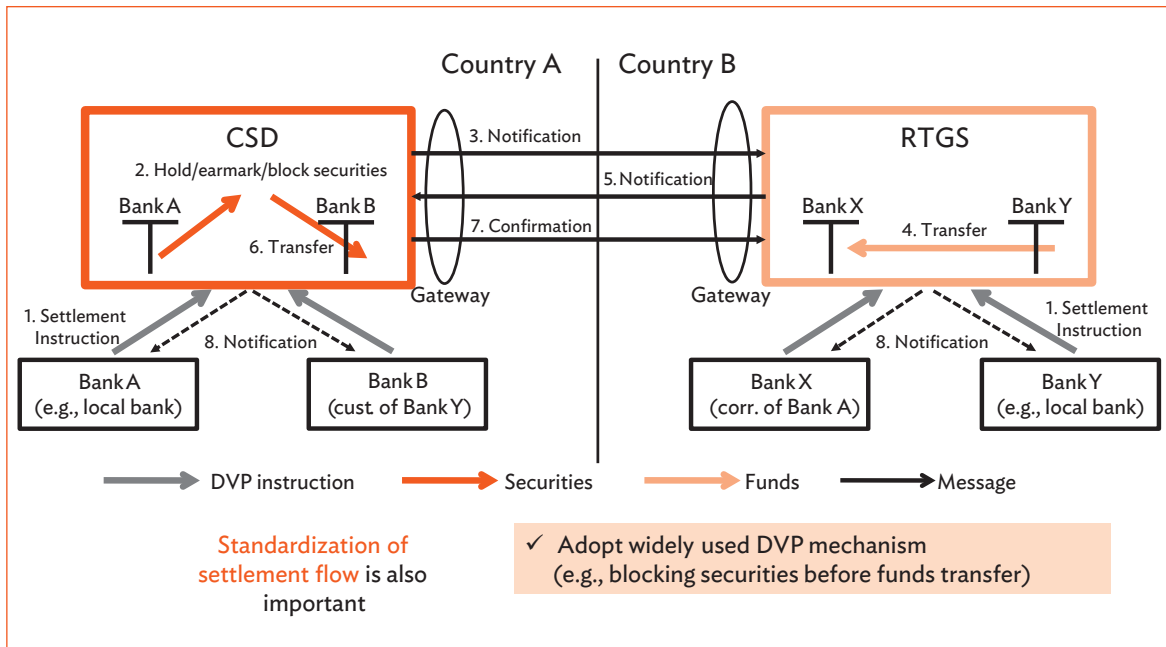 Country A
Country B
CSD
RTGS
2. Hold/earmark/block securities
3. Notification
5. Notification
Bank A
Bank B
Bank X
Bank Y
6. Transfer
7. Confirmation
4. Transfer
Gateway
Gateway
1. Settlement
Instruction
8. Notification
8. Notification
1. Settlement
Instruction
Bank A
(e.g., local bank)
Bank B
(cust. of Bank Y)
Bank X
(corr. of Bank A)
Bank Y
(e.g., local bank)
DVP instruction
Securities
Funds
Message
Standardization of
settlement flow is also
important
✓ Adopt widely used DVP mechanism
(e.g., blocking securities before funds transfer)